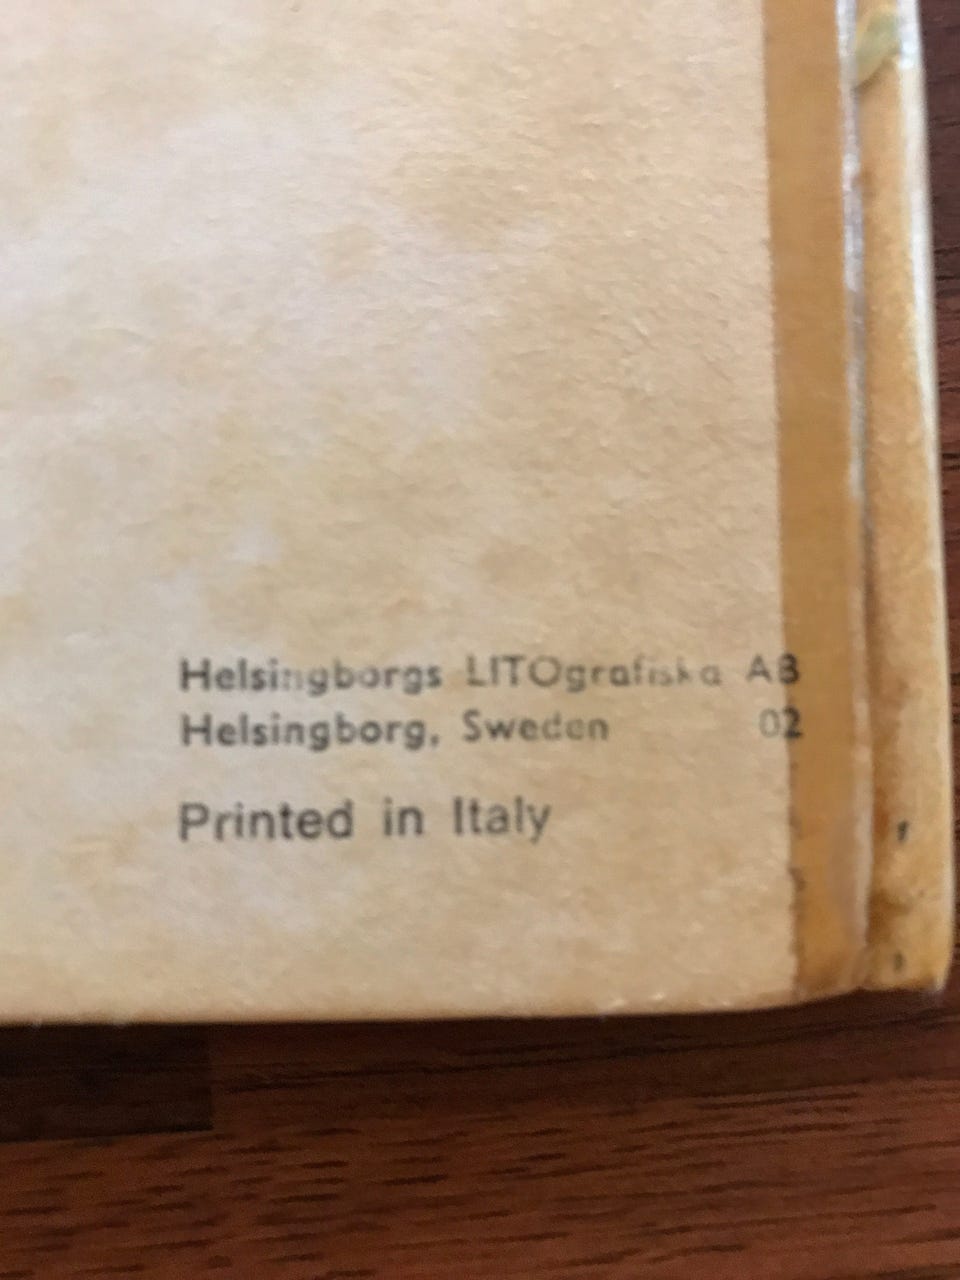 Helsingborgs LITOgrafiska AB
Helsingborg, Sweden 02
Printed in Italy